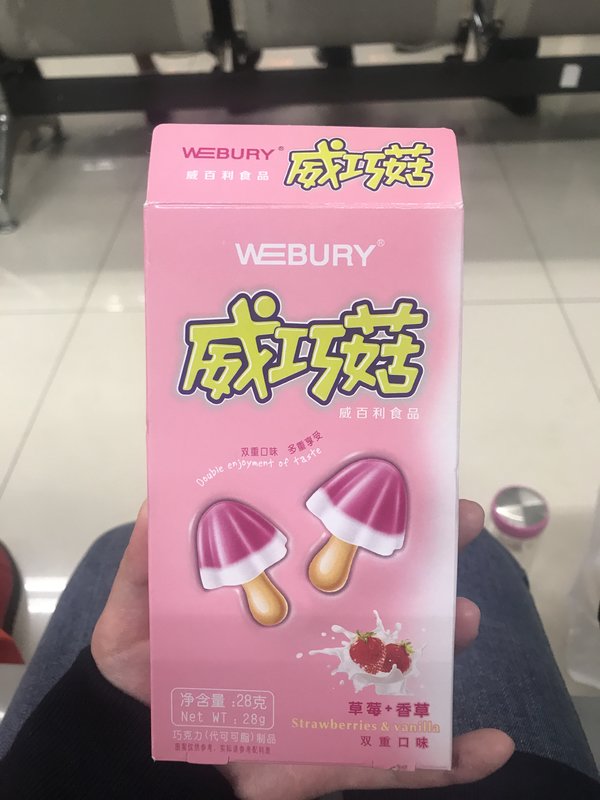 WEBURY®
威百利食品
威巧菇
WEBURY®
威巧菇
威百利食品
双重口味 多重享受
Double enjoyment of taste
净含量:28克
Net WT:28g
巧克力(代可可脂)制品
草莓+香草
Strawberries & vanilla
双重口味